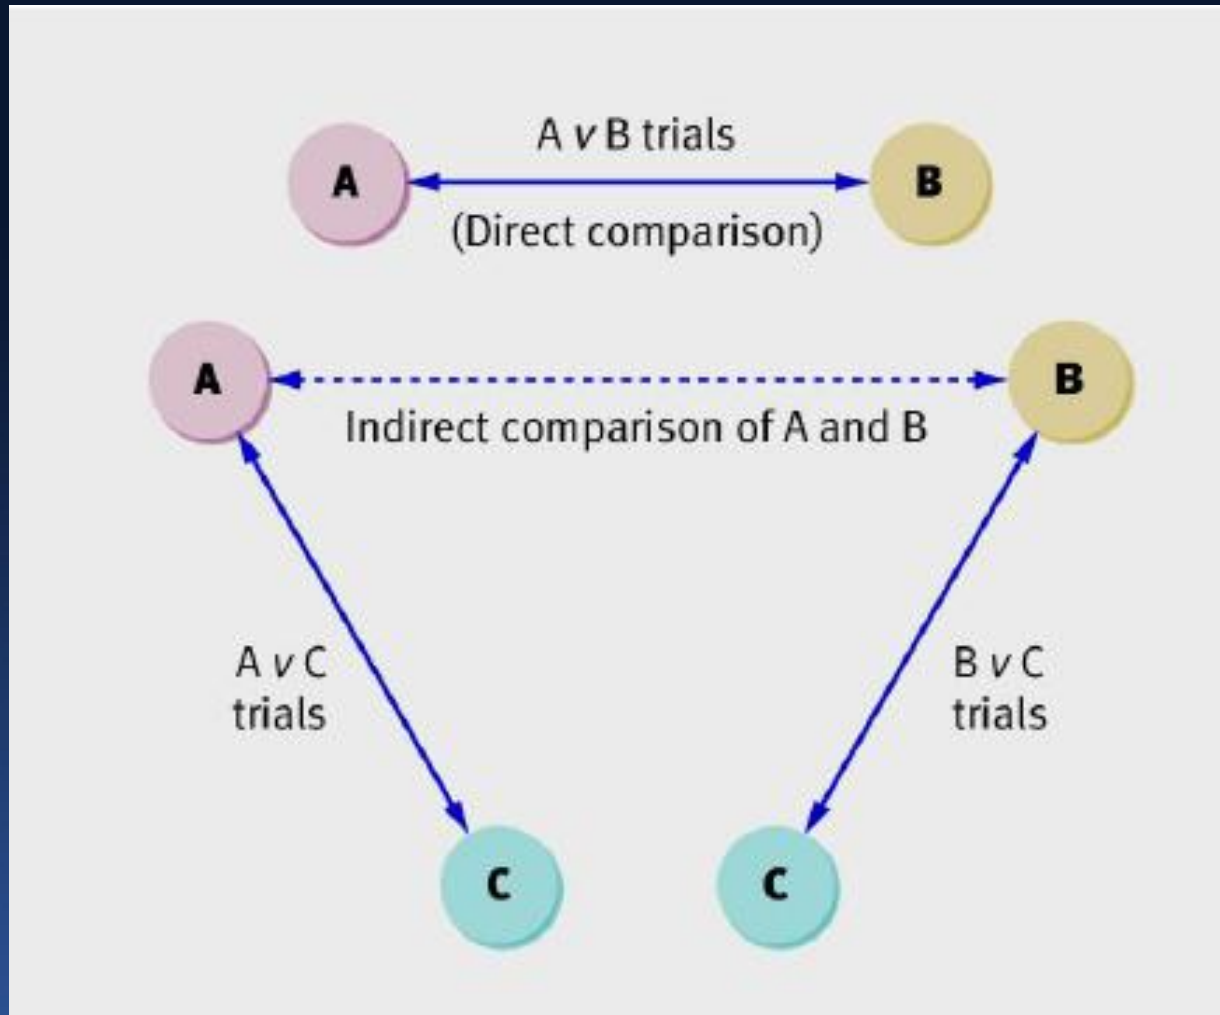 A v B trials
A
B
(Direct comparison)
A
B
Indirect comparison of A and B
A v C
trials
B v C
trials
C
C